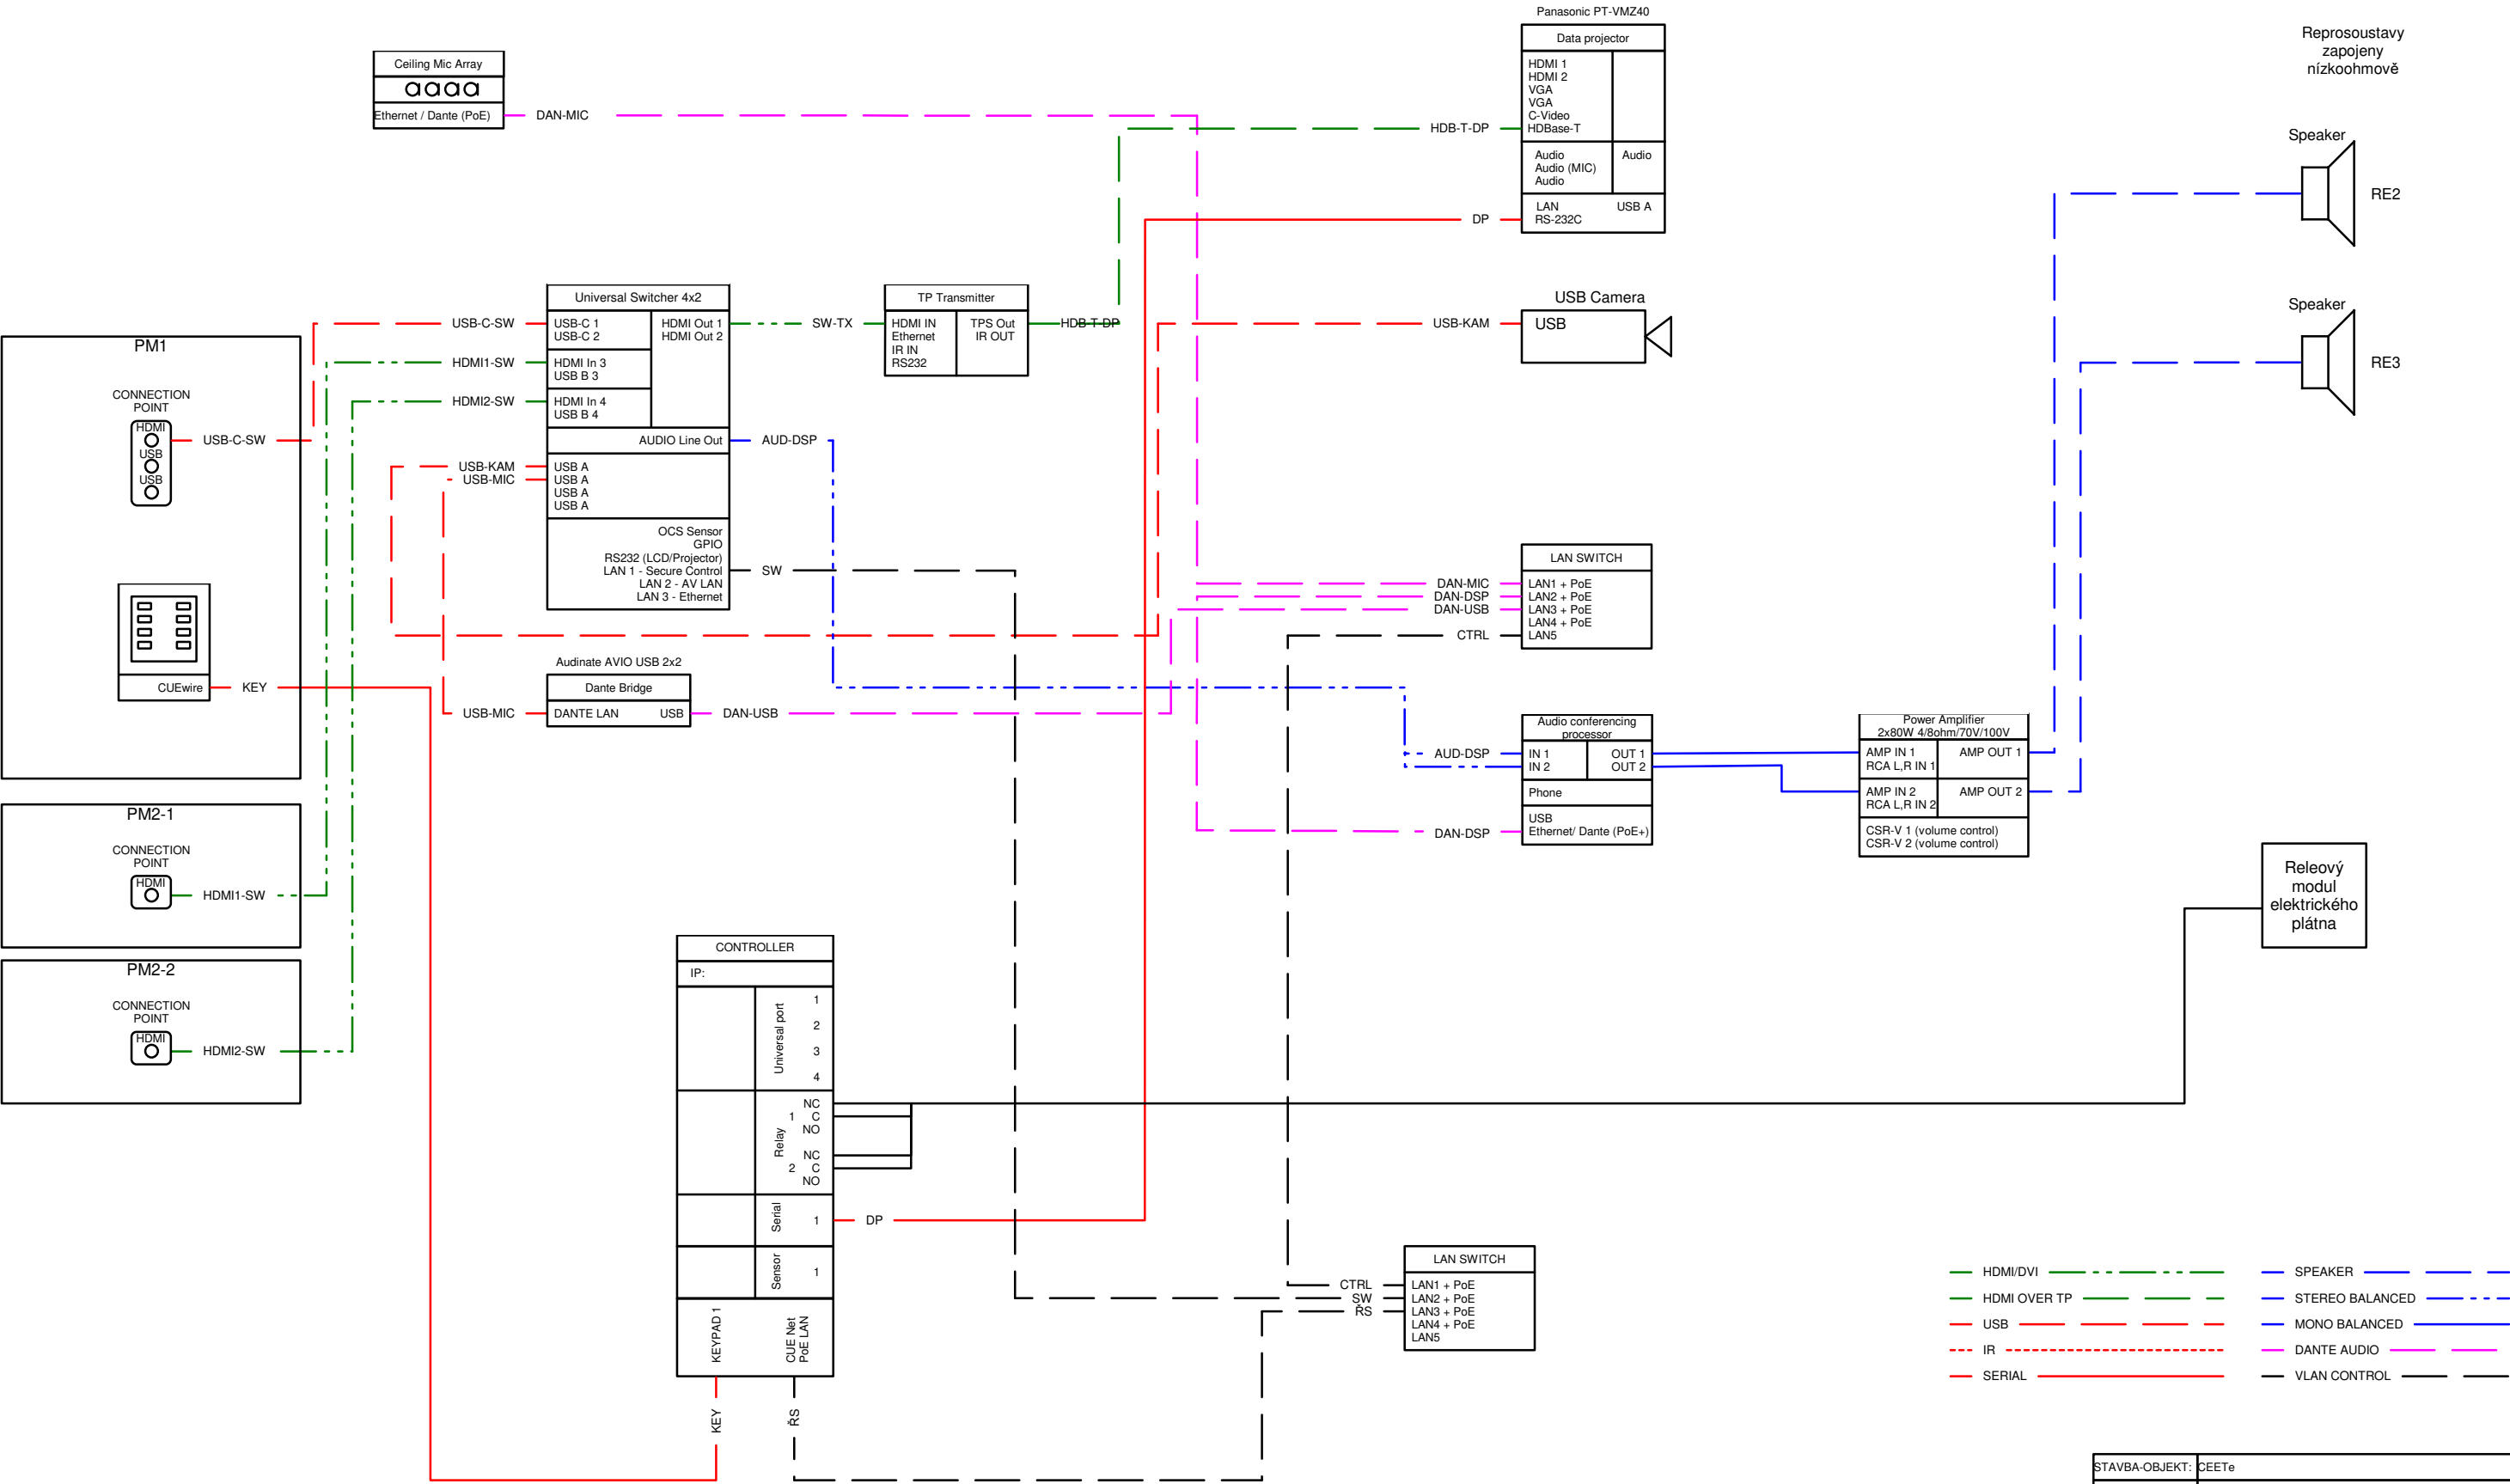 Panasonic PT-VMZ40
Data projector
HDMI 1
HDMI 2
VGA
VGA
C-Video
HDBase-T
Audio
Audio (MIC)
Audio
Audio
LAN
USB A
RS-232C
HDB-T-DP
DP
Reprosoustavy
zapojeny
nízkoohmově
Speaker
RE2
Speaker
RE3
Ceiling Mic Array
Ethernet / Dante (PoE)
DAN-MIC
Universal Switcher 4x2
USB-C 1
USB-C 2
HDMI Out 1
HDMI Out 2
HDMI In 3
USB B 3
HDMI In 4
USB B 4
AUDIO Line Out
USB A
USB A
USB A
USB A
OCS Sensor
GPIO
RS232 (LCD/Projector)
LAN 1 - Secure Control
LAN 2 - AV LAN
LAN 3 - Ethernet
USB-C-SW
HDMI1-SW
HDMI2-SW
USB-KAM
USB-MIC
SW-TX
AUD-DSP
SW
TP Transmitter
HDMI IN
Ethernet
IR IN
RS232
TPS Out
IR OUT
HDB-T-DP
USB Camera
USB
USB-KAM
PM1
CONNECTION
POINT
HDMI
USB
USB
USB-C-SW
CUEwire
KEY
PM2-1
CONNECTION
POINT
HDMI
HDMI1-SW
PM2-2
CONNECTION
POINT
HDMI
HDMI2-SW
Audinate AVIO USB 2x2
Dante Bridge
DANTE LAN
USB
USB-MIC
DAN-USB
LAN SWITCH
LAN1 + PoE
LAN2 + PoE
LAN3 + PoE
LAN4 + PoE
LAN5
DAN-MIC
DAN-DSP
DAN-USB
CTRL
Audio conferencing
processor
IN 1
IN 2
OUT 1
OUT 2
Phone
USB
Ethernet/ Dante (PoE+)
AUD-DSP
DAN-DSP
Power Amplifier
2x80W 4/8ohm/70V/100V
AMP IN 1
RCA L,R IN 1
AMP OUT 1
AMP IN 2
RCA L,R IN 2
AMP OUT 2
CSR-V 1 (volume control)
CSR-V 2 (volume control)
Releový
modul
elektrického
plátna
CONTROLLER
IP:
Universal port
1
2
3
4
Relay
NC
1 C
NO
NC
2 C
NO
Serial
1
DP
Sensor
1
KEYPAD 1
CUE Net
PoE LAN
KEY
ŘS
LAN SWITCH
LAN1 + PoE
LAN2 + PoE
LAN3 + PoE
LAN4 + PoE
LAN5
CTRL
SW
ŘS
HDMI/DVI
HDMI OVER TP
USB
IR
SERIAL
SPEAKER
STEREO BALANCED
MONO BALANCED
DANTE AUDIO
VLAN CONTROL
STAVBA-OBJEKT: CEETe